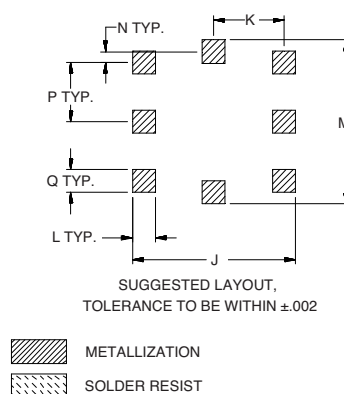 N TYP.
K
P TYP.
M
Q TYP.
L TYP.
J
SUGGESTED LAYOUT,
TOLERANCE TO BE WITHIN ±.002
METALLIZATION
SOLDER RESIST